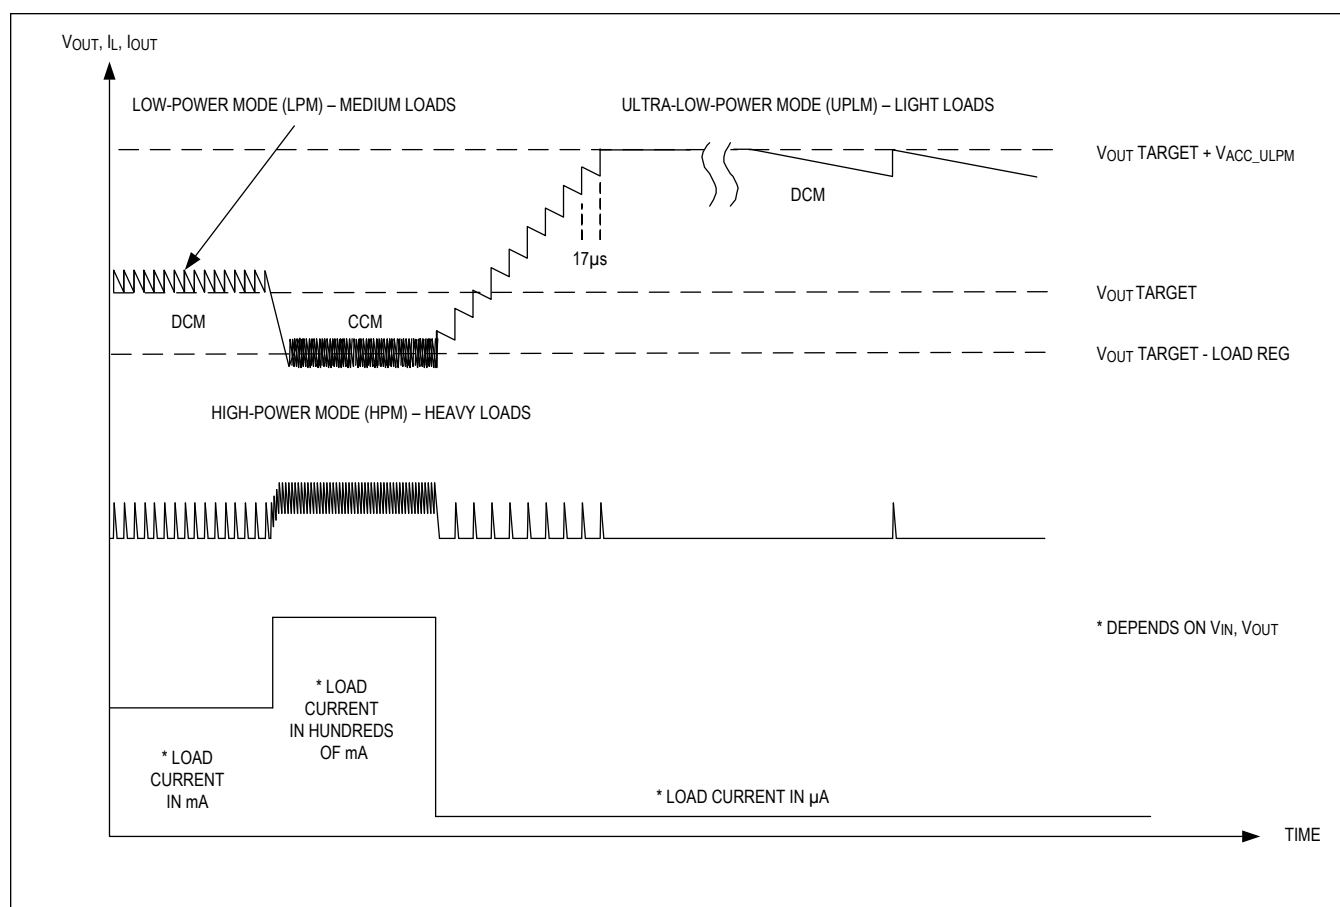 VOUT, IL, IOUT
LOW-POWER MODE (LPM) – MEDIUM LOADS
ULTRA-LOW-POWER MODE (UPLM) – LIGHT LOADS
VOUT TARGET + VACC_ULPM
DCM
17µs
VOUT TARGET
DCM
CCM
VOUT TARGET - LOAD REG
HIGH-POWER MODE (HPM) – HEAVY LOADS
* DEPENDS ON VIN, VOUT
* LOAD
CURRENT
IN HUNDREDS
OF mA
* LOAD
CURRENT
IN mA
* LOAD CURRENT IN µA
TIME